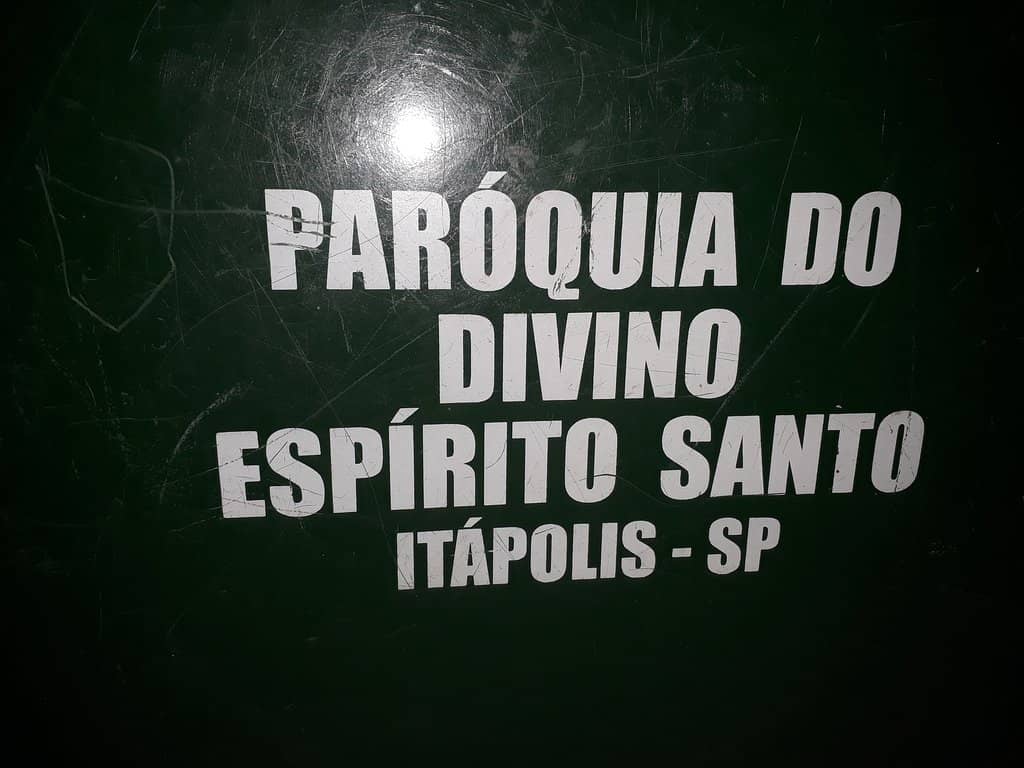 PARÓQUIA DO
DIVINO
ESPÍRITO SANTO
ITÁPOLIS - SP